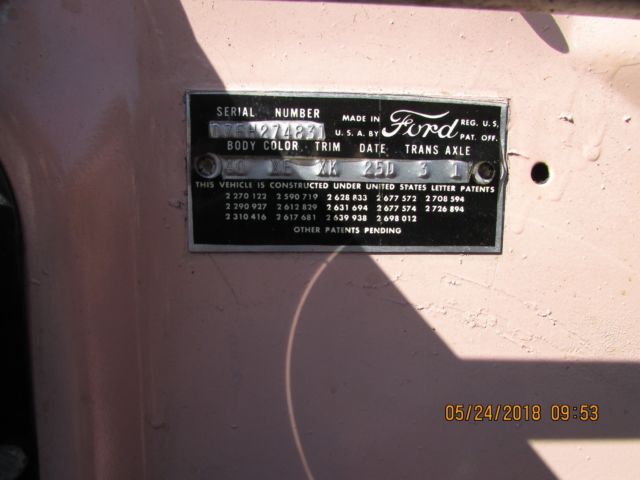 SERIAL NUMBER
MADE IN Ford REG. U.S.
D7FH274831 U.S.A. BY PAT. OFF.
BODY COLOR TRIM DATE TRANS AXLE
XK 25D 3 1
THIS VEHICLE IS CONSTRUCTED UNDER UNITED STATES LETTER PATENTS
2 270 122 2 590 719 2 628 833 2 677 572 2 708 594
2 290 927 2 612 829 2 631 694 2 677 574 2 726 894
2 310 416 2 617 681 2 639 938 2 698 012
OTHER PATENTS PENDING
05/24/2018 09:53